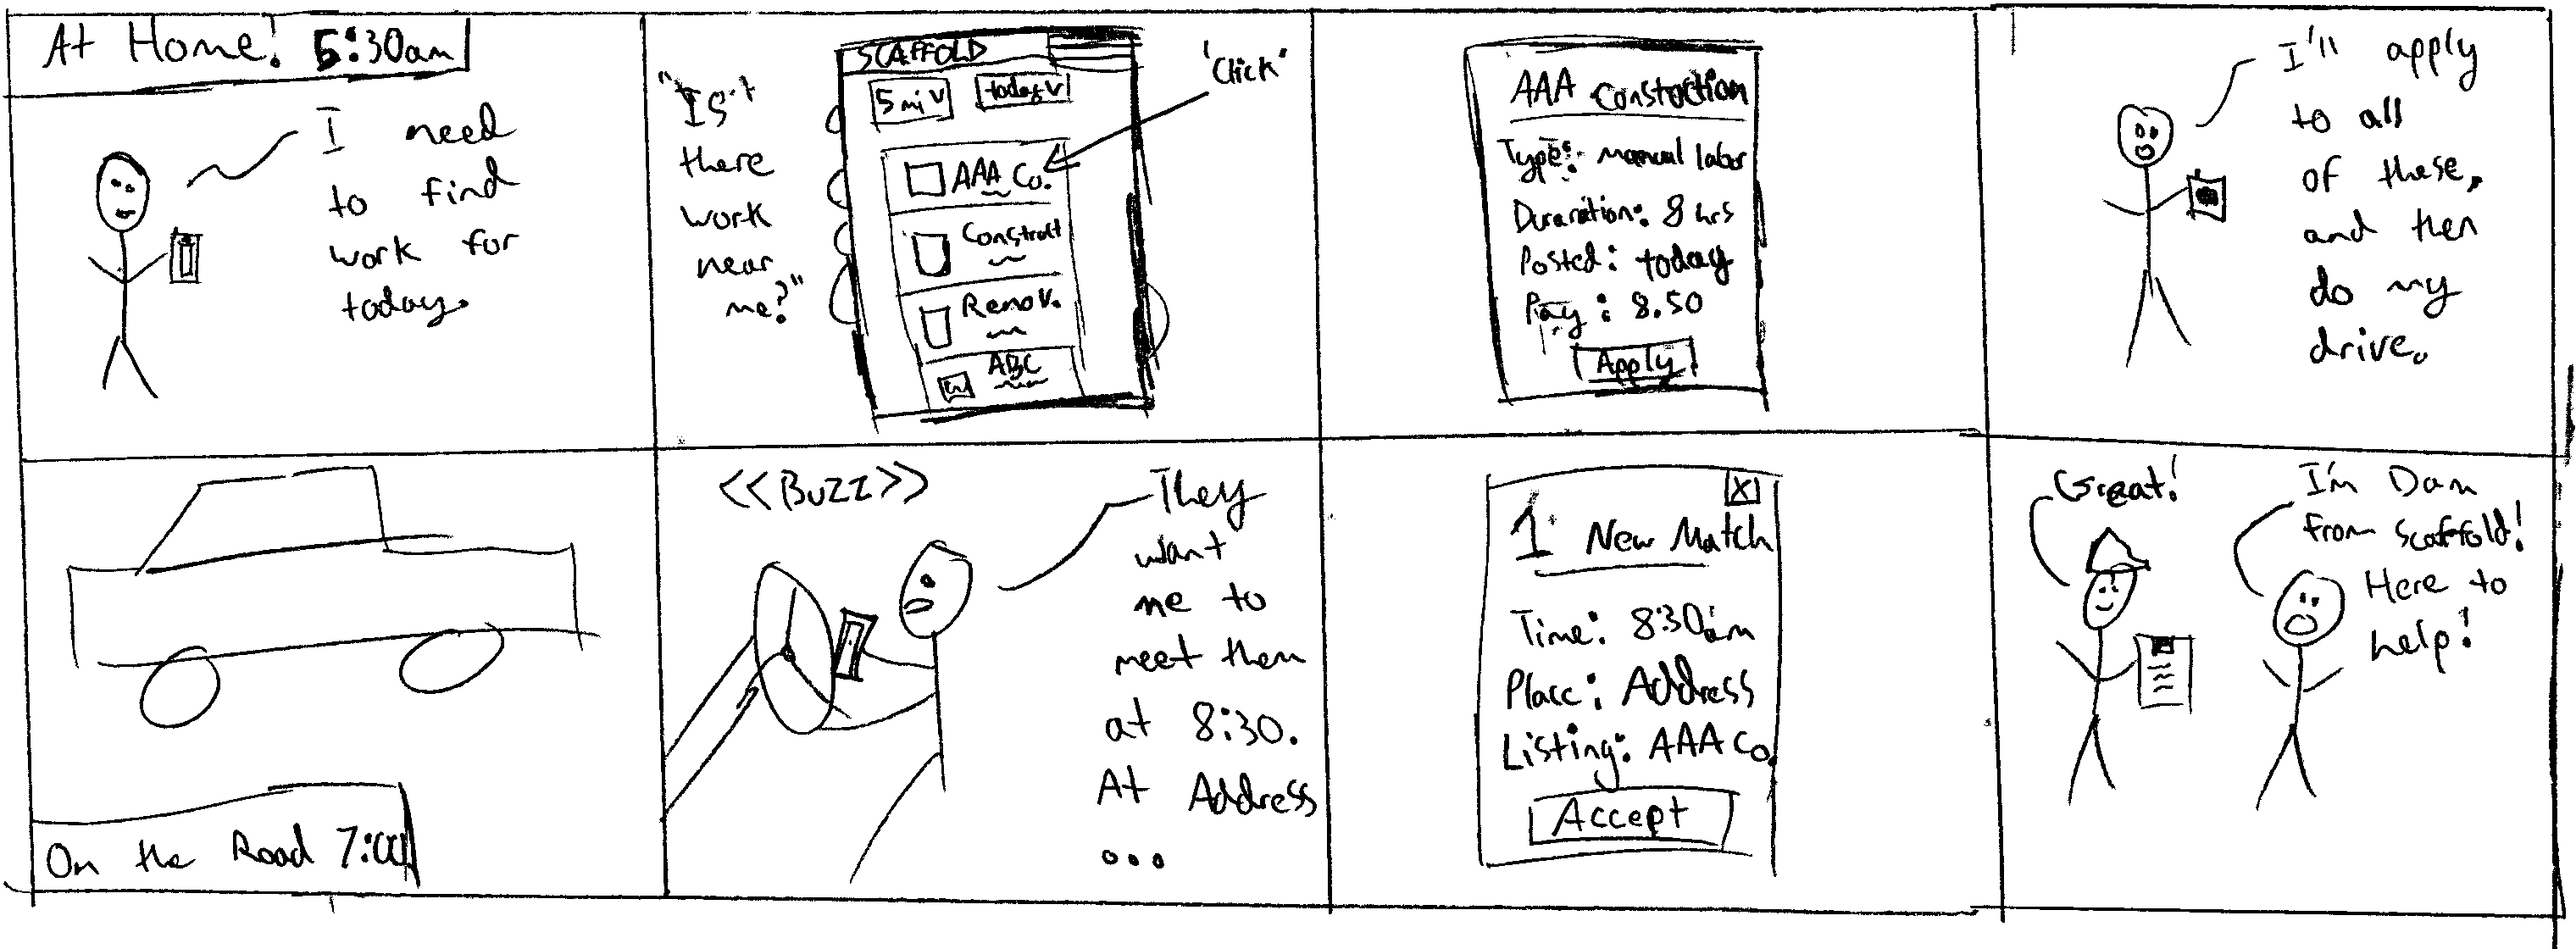 At Home! 5:30am
I need
to find
work for
today.
"Is
there
work
near
me?"
SCAFFOLD
5 mi v
today v
AAA Co.
Constratt
Renov.
ABC
'Click'
AAA Constoction
Type: manual labor
Duraration: 8 hrs
Posted: today
Pay: 8.50
Apply
I'll apply
to all
of these,
and then
do my
drive.
On the Road 7:00
<<Buzz>>
They
want
me to
meet them
at 8:30.
At Address
...
X
1 New Match
Time: 8:30am
Place: Address
Listing: AAA Co.
Accept
Great!
I'm Dan
from Scaffold!
Here to
help!